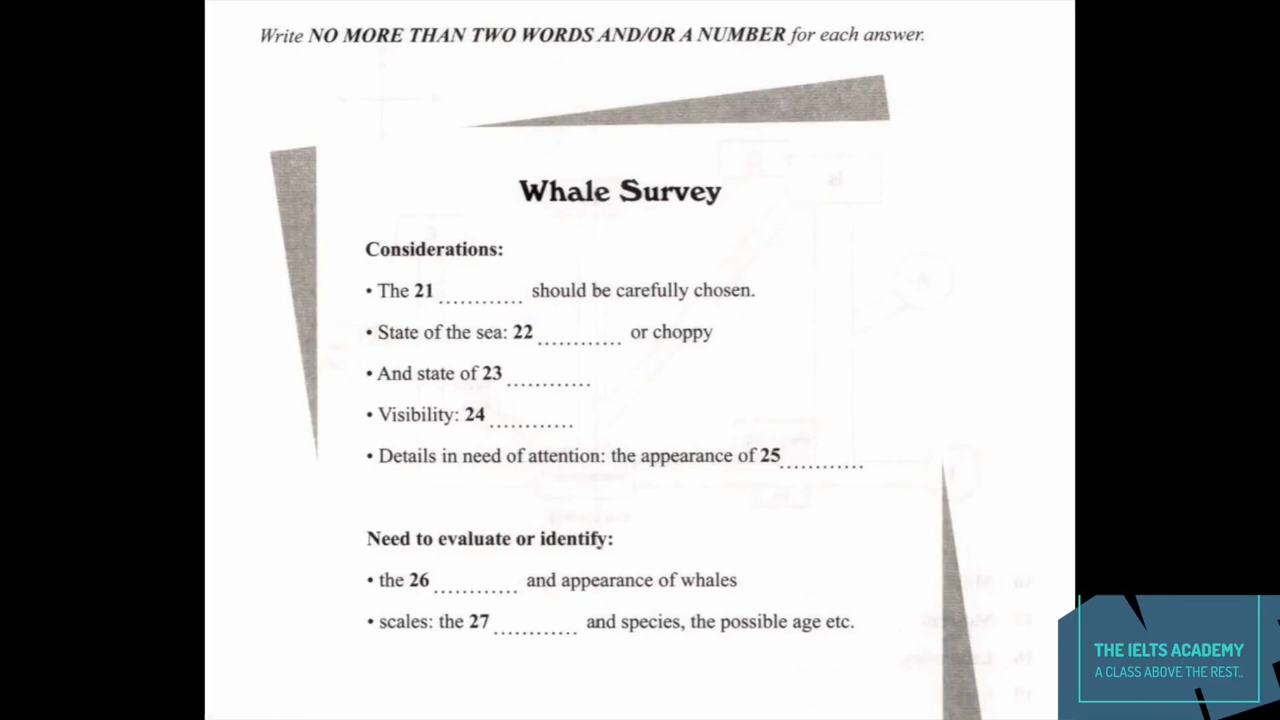 Write NO MORE THAN TWO WORDS AND/OR A NUMBER for each answer.
Whale Survey
Considerations:
• The 21 ............ should be carefully chosen.
• State of the sea: 22 ............ or choppy
• And state of 23 ............
• Visibility: 24 ............
• Details in need of attention: the appearance of 25 ............
Need to evaluate or identify:
• the 26 ............ and appearance of whales
• scales: the 27 ............ and species, the possible age etc.
THE IELTS ACADEMY
A CLASS ABOVE THE REST..